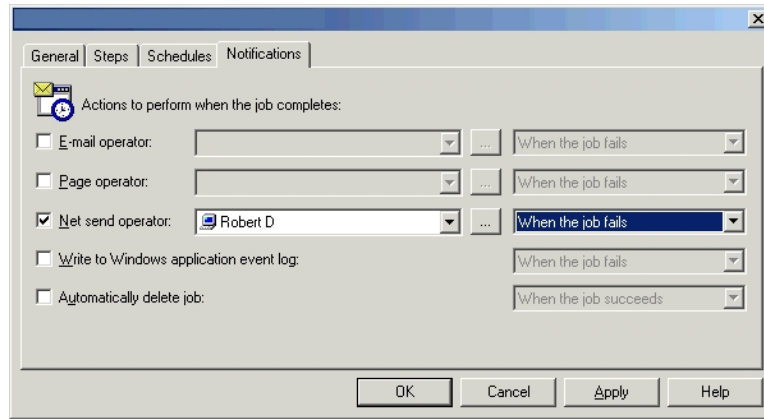 General Steps Schedules Notifications
Actions to perform when the job completes:
E-mail operator: ... When the job fails
Page operator: ... When the job fails
Net send operator: Robert D ... When the job fails
Write to Windows application event log: When the job fails
Automatically delete job: When the job succeeds
OK Cancel Apply Help